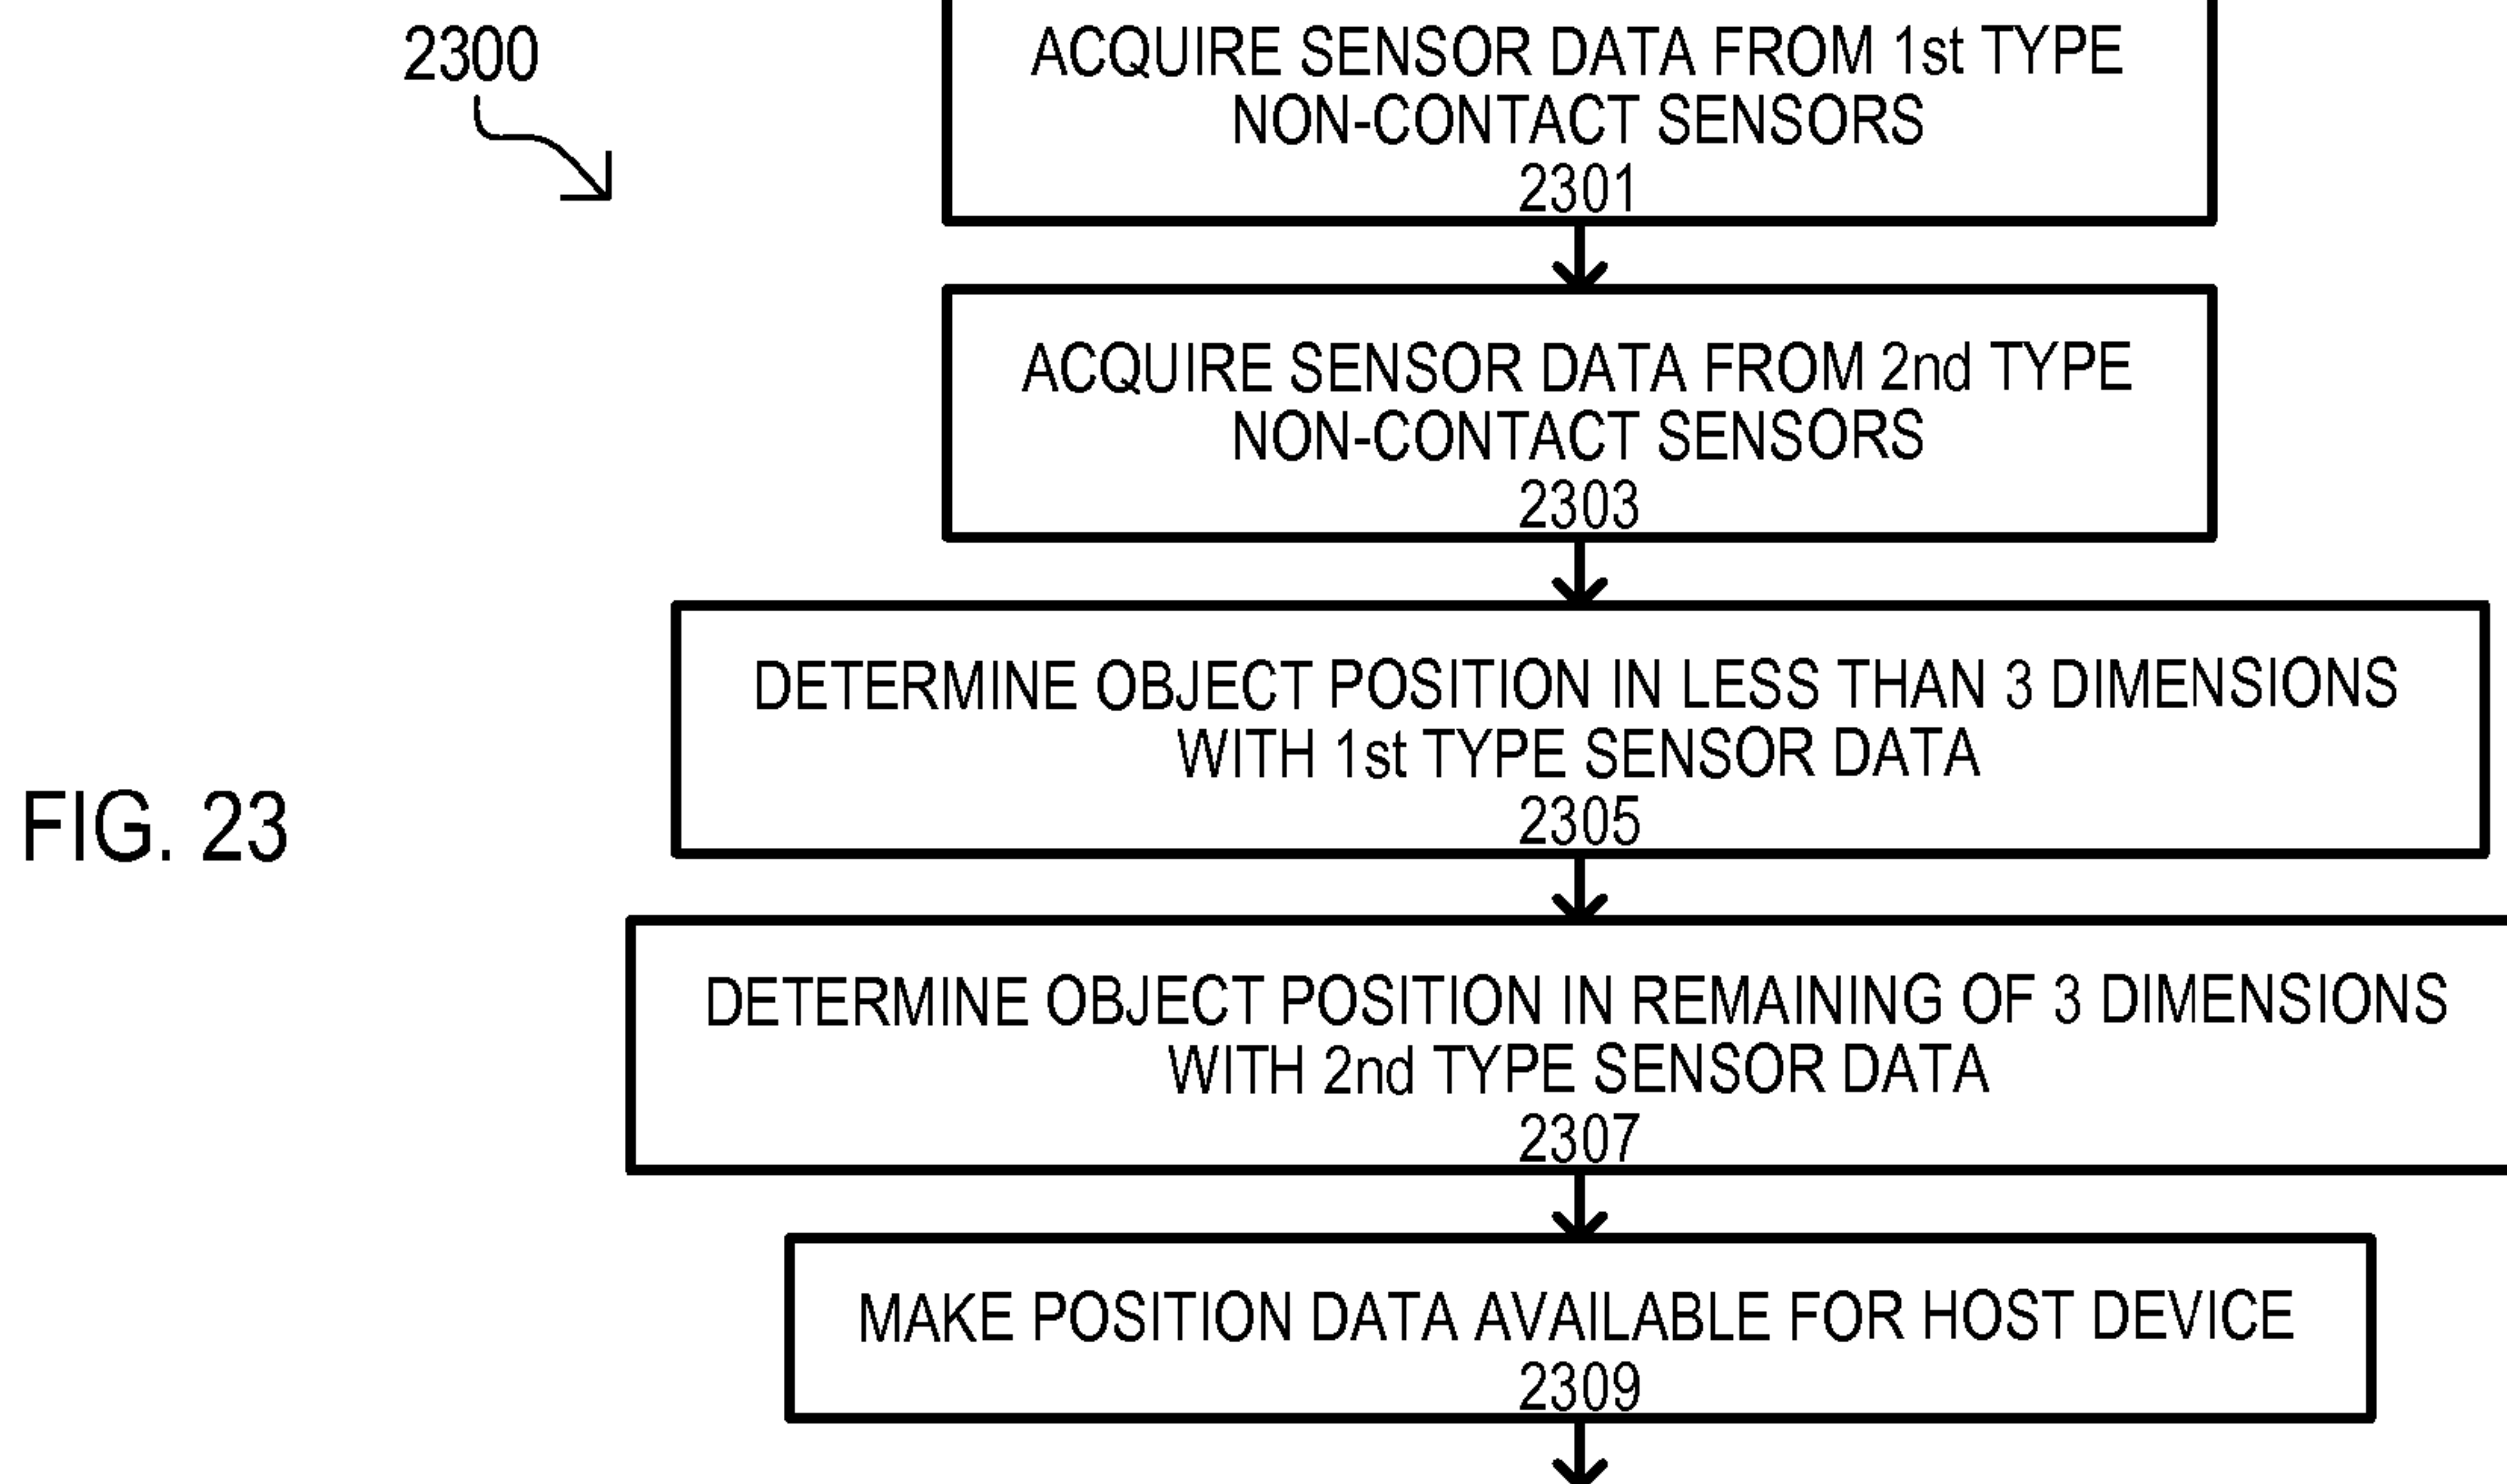 2300
ACQUIRE SENSOR DATA FROM 1st TYPE
NON-CONTACT SENSORS
2301
ACQUIRE SENSOR DATA FROM 2nd TYPE
NON-CONTACT SENSORS
2303
DETERMINE OBJECT POSITION IN LESS THAN 3 DIMENSIONS
WITH 1st TYPE SENSOR DATA
2305
FIG. 23
DETERMINE OBJECT POSITION IN REMAINING OF 3 DIMENSIONS
WITH 2nd TYPE SENSOR DATA
2307
MAKE POSITION DATA AVAILABLE FOR HOST DEVICE
2309